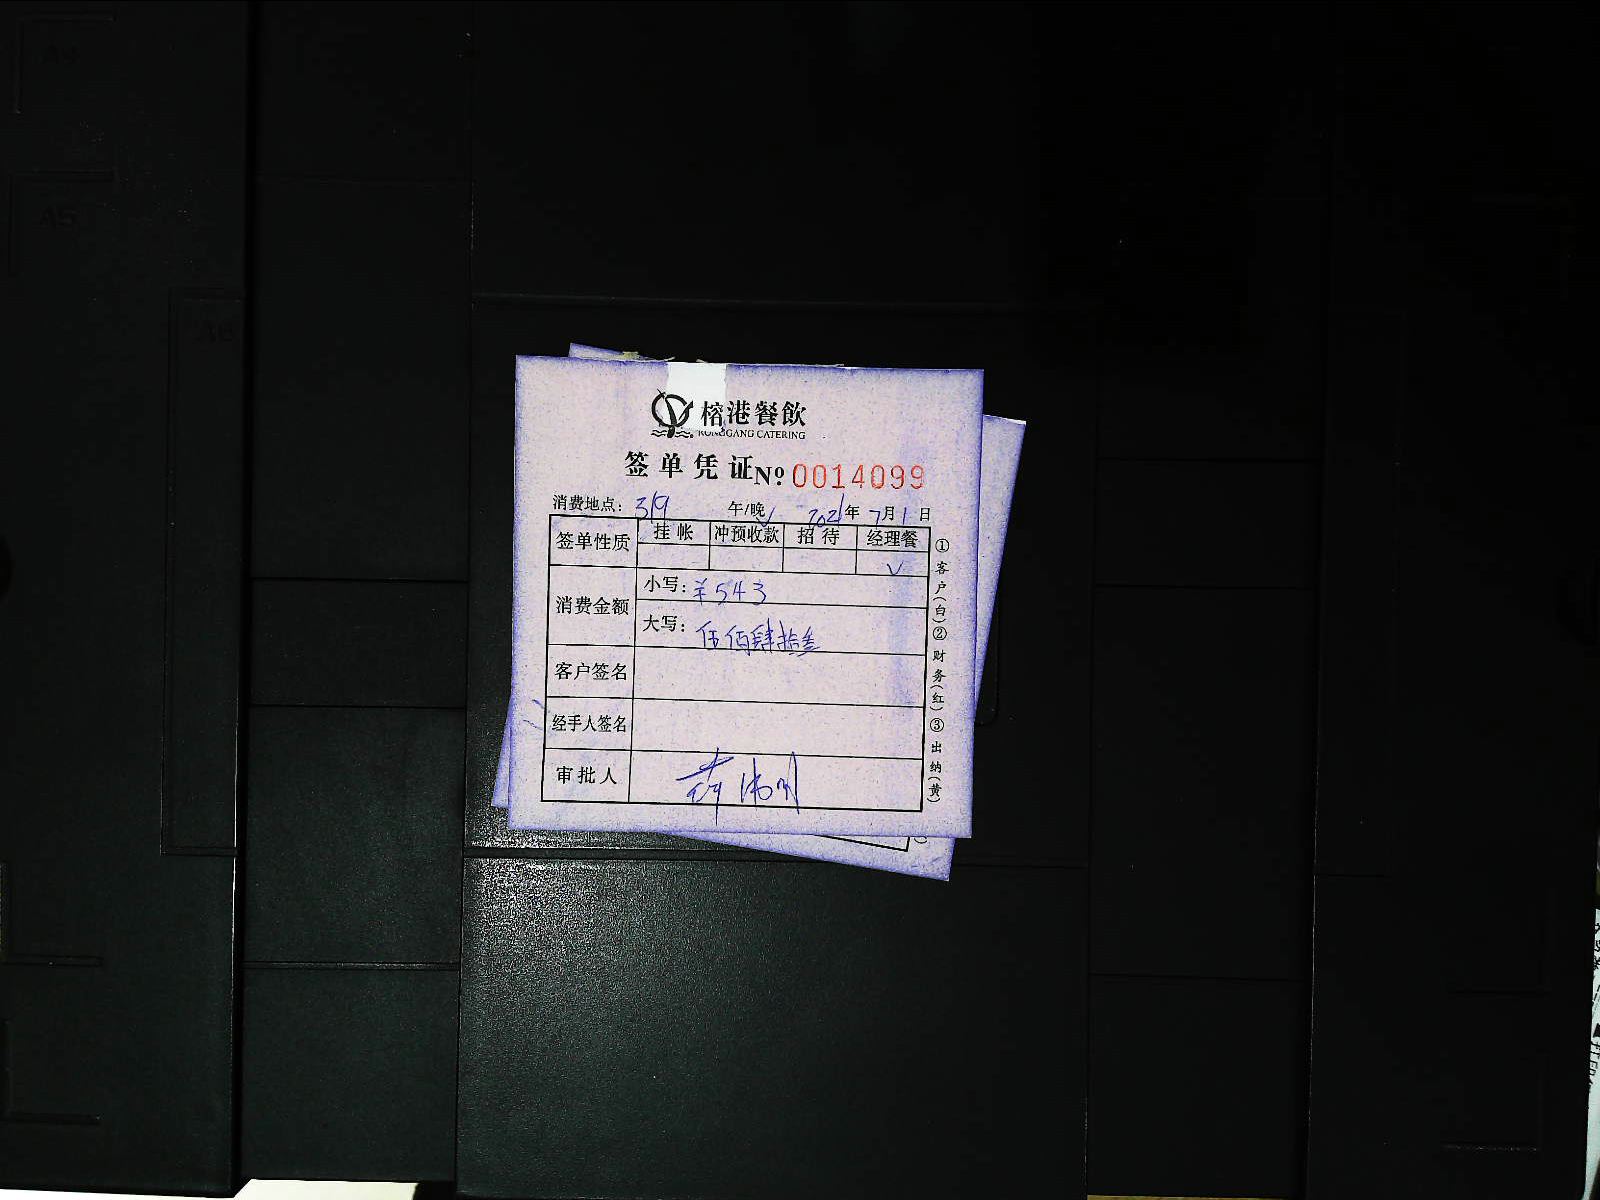 榕港餐飲
RONGGANG CATERING
签单凭证 Nº 0014099
消费地点: 319 午/晚√ 2021年7月1日
签单性质 挂帐 冲预收款 招待 经理餐
√
消费金额 小写: ¥543
大写: 伍佰肆拾叁
客户签名
经手人签名
审批人
①客户(白)②财务(红)③出纳(黄)
A5
A6